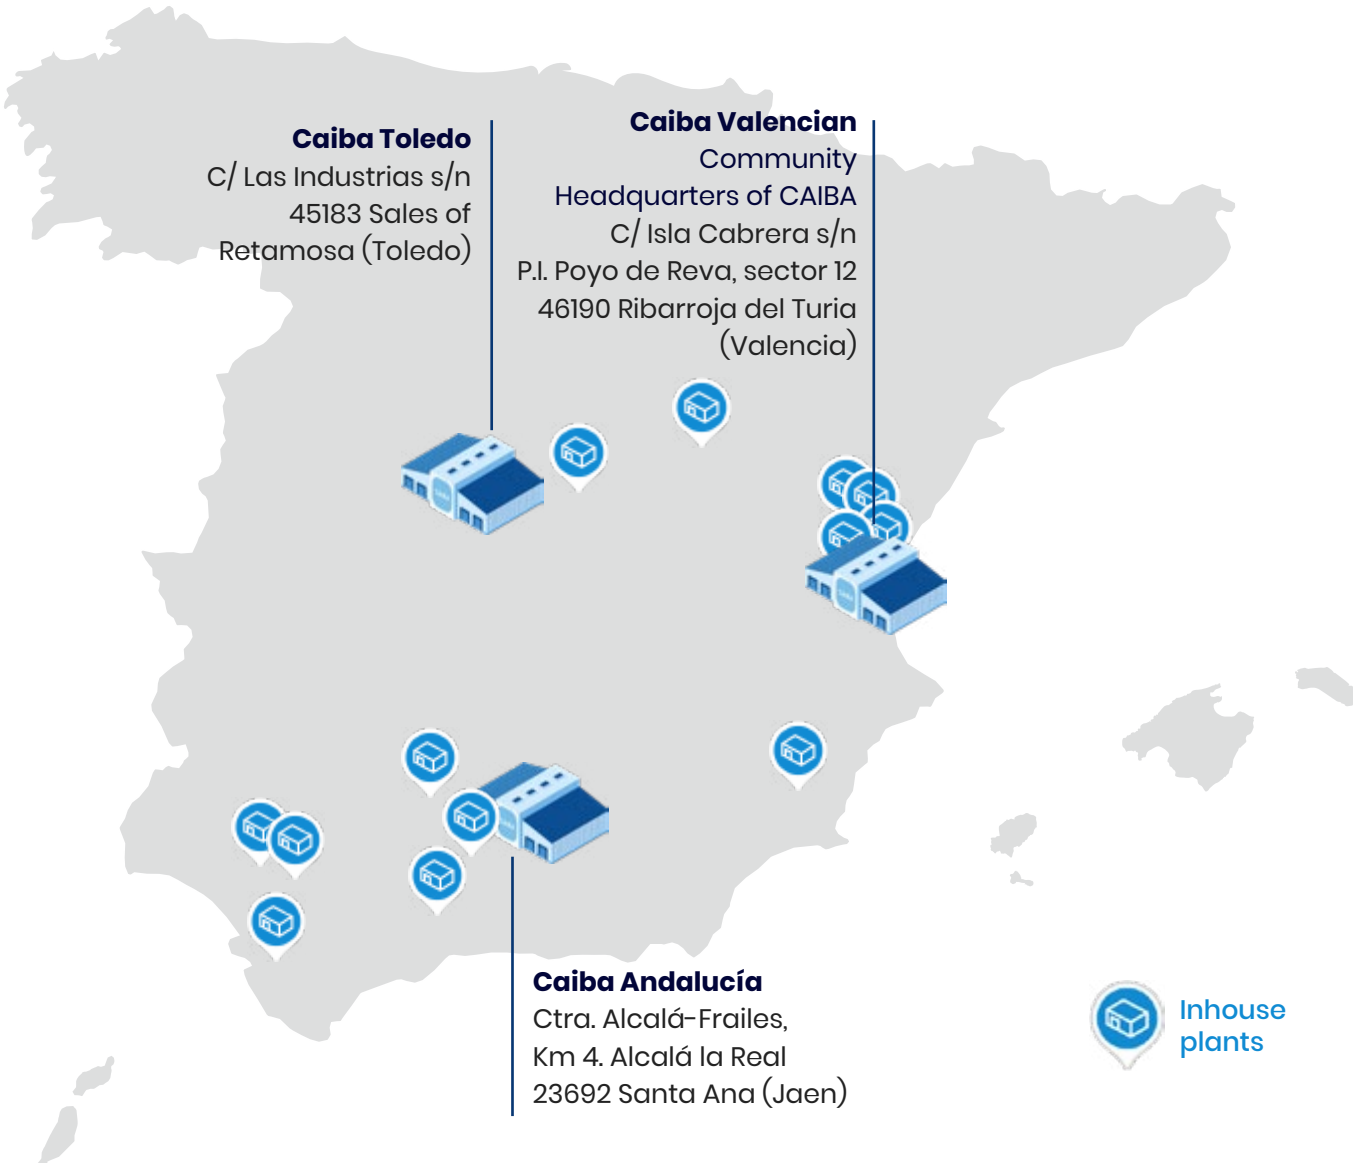 Caiba Toledo
C/ Las Industrias s/n
45183 Sales of
Retamosa (Toledo)
Caiba Valencian
Community
Headquarters of CAIBA
C/ Isla Cabrera s/n
P.I. Poyo de Reva, sector 12
46190 Ribarroja del Turia
(Valencia)
Caiba Andalucía
Ctra. Alcalá-Frailes,
Km 4. Alcalá la Real
23692 Santa Ana (Jaen)
Inhouse
plants